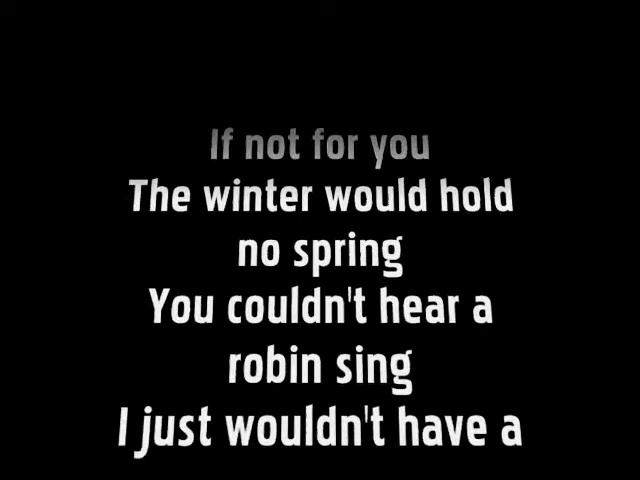 If not for you
The winter would hold
no spring
You couldn't hear a
robin sing
I just wouldn't have a